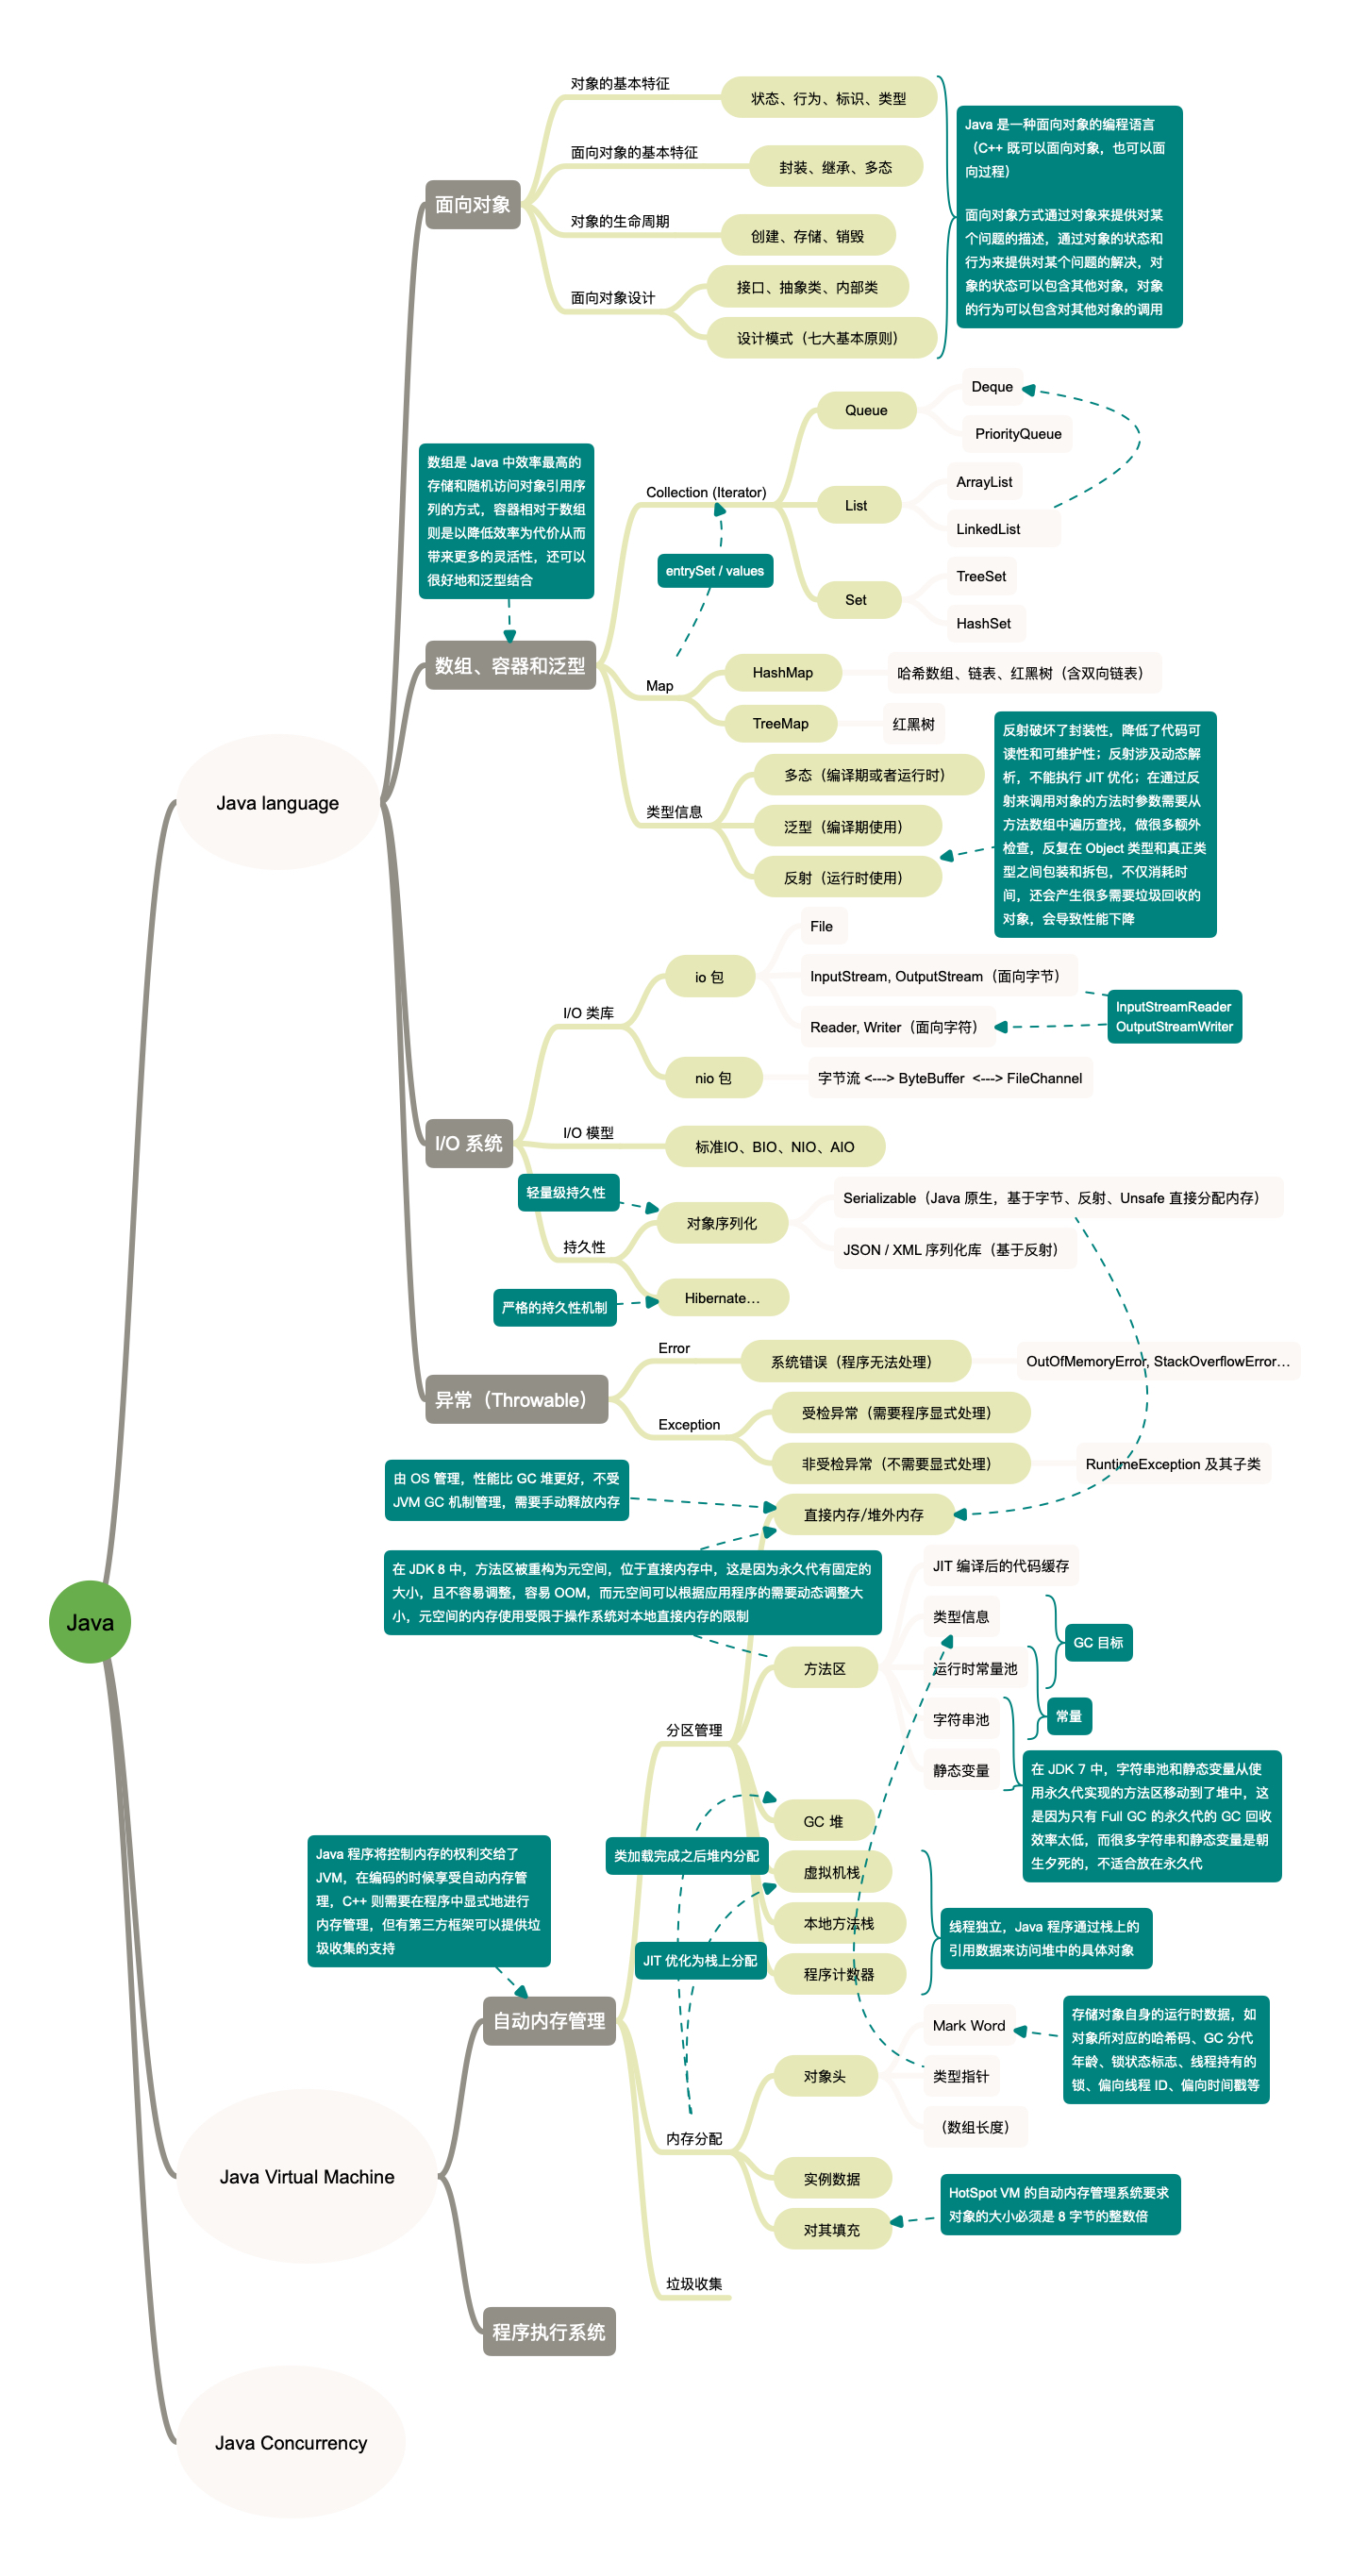 对象的基本特征
状态、行为、标识、类型
面向对象的基本特征
封装、继承、多态
面向对象
对象的生命周期
创建、存储、销毁
面向对象设计
接口、抽象类、内部类
设计模式（七大基本原则）
Java 是一种面向对象的编程语言
（C++ 既可以面向对象，也可以面
向过程）
面向对象方式通过对象来提供对某
个问题的描述，通过对象的状态和
行为来提供对某个问题的解决，对
象的状态可以包含其他对象，对象
的行为可以包含对其他对象的调用
数组是 Java 中效率最高的
存储和随机访问对象引用序
列的方式，容器相对于数组
则是以降低效率为代价从而
带来更多的灵活性，还可以
很好地和泛型结合
数组、容器和泛型
Collection (Iterator)
Queue
Deque
PriorityQueue
List
ArrayList
LinkedList
entrySet / values
Set
TreeSet
HashSet
Map
HashMap
哈希数组、链表、红黑树（含双向链表）
TreeMap
红黑树
类型信息
多态（编译期或者运行时）
泛型（编译期使用）
反射（运行时使用）
反射破坏了封装性，降低了代码可
读性和可维护性；反射涉及动态解
析，不能执行 JIT 优化；在通过反
射来调用对象的方法时参数需要从
方法数组中遍历查找，做很多额外
检查，反复在 Object 类型和真正类
型之间包装和拆包，不仅消耗时
间，还会产生很多需要垃圾回收的
对象，会导致性能下降
Java language
I/O 系统
I/O 类库
io 包
File
InputStream, OutputStream（面向字节）
Reader, Writer（面向字符）
InputStreamReader
OutputStreamWriter
nio 包
字节流 <---> ByteBuffer <---> FileChannel
I/O 模型
标准IO、BIO、NIO、AIO
持久性
轻量级持久性
对象序列化
Serializable（Java 原生，基于字节、反射、Unsafe 直接分配内存）
JSON / XML 序列化库（基于反射）
严格的持久性机制
Hibernate…
异常（Throwable）
Error
系统错误（程序无法处理）
OutOfMemoryError, StackOverflowError…
Exception
受检异常（需要程序显式处理）
非受检异常（不需要显式处理）
RuntimeException 及其子类
Java
由 OS 管理，性能比 GC 堆更好，不受
JVM GC 机制管理，需要手动释放内存
直接内存/堆外内存
在 JDK 8 中，方法区被重构为元空间，位于直接内存中，这是因为永久代有固定的
大小，且不容易调整，容易 OOM，而元空间可以根据应用程序的需要动态调整大
小，元空间的内存使用受限于操作系统对本地直接内存的限制
方法区
JIT 编译后的代码缓存
类型信息
运行时常量池
字符串池
静态变量
GC 目标
常量
在 JDK 7 中，字符串池和静态变量从使
用永久代实现的方法区移动到了堆中，这
是因为只有 Full GC 的永久代的 GC 回收
效率太低，而很多字符串和静态变量是朝
生夕死的，不适合放在永久代
分区管理
GC 堆
类加载完成之后堆内分配
虚拟机栈
本地方法栈
JIT 优化为栈上分配
程序计数器
线程独立，Java 程序通过栈上的
引用数据来访问堆中的具体对象
Java 程序将控制内存的权利交给了
JVM，在编码的时候享受自动内存管
理，C++ 则需要在程序中显式地进行
内存管理，但有第三方框架可以提供垃
圾收集的支持
自动内存管理
内存分配
对象头
Mark Word
类型指针
（数组长度）
存储对象自身的运行时数据，如
对象所对应的哈希码、GC 分代
年龄、锁状态标志、线程持有的
锁、偏向线程 ID、偏向时间戳等
实例数据
对其填充
HotSpot VM 的自动内存管理系统要求
对象的大小必须是 8 字节的整数倍
垃圾收集
Java Virtual Machine
程序执行系统
Java Concurrency